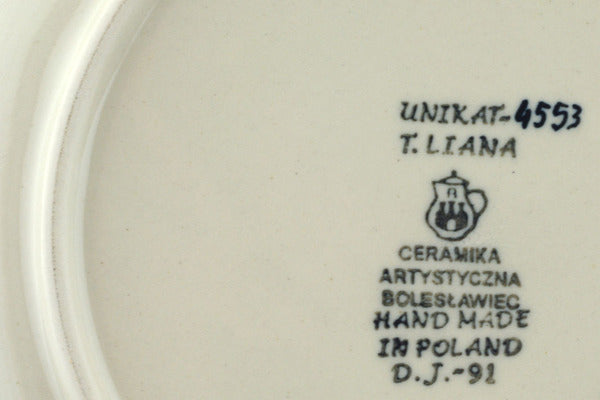 UNIKAT-4553
T. LIANA
A
CERAMIKA
ARTYSTYCZNA
BOLESŁAWIEC
HAND MADE
IN POLAND
D.J.-91